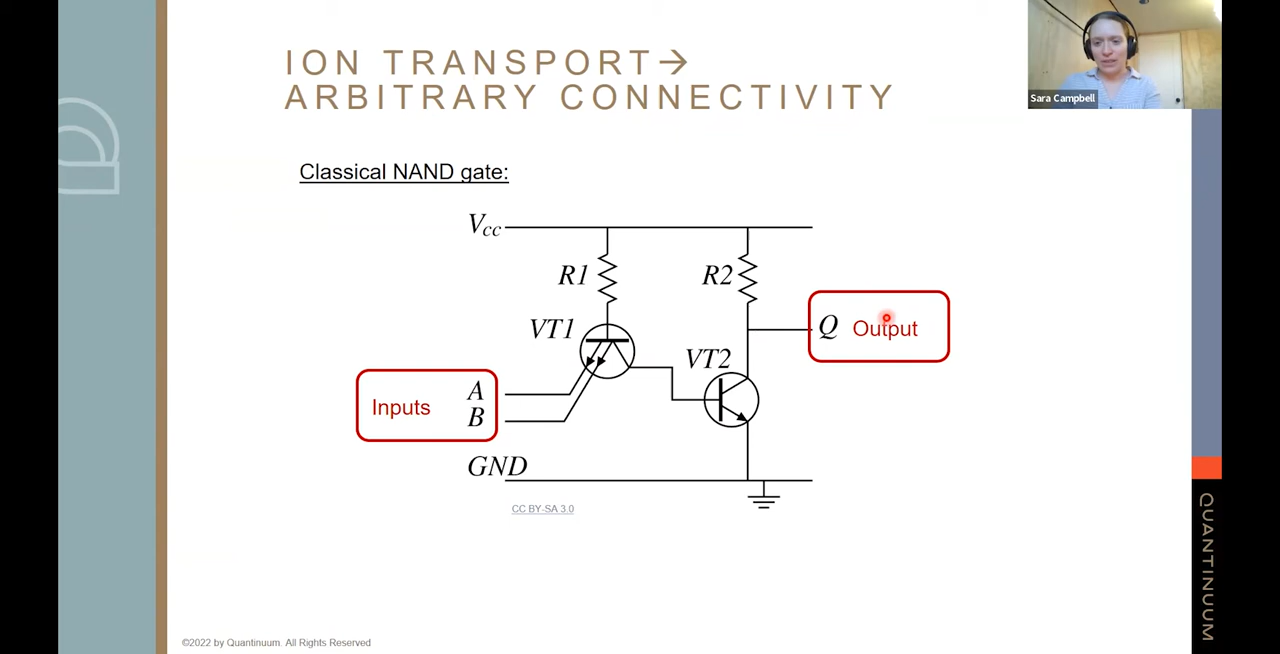 ION TRANSPORT→
ARBITRARY CONNECTIVITY
Sara Campbell
Classical NAND gate:
Vcc
R1
R2
VT1
Q Output
VT2
Inputs
A
B
GND
CC BY-SA 3.0
QUANTINUUM
©2022 by Quantinuum. All Rights Reserved